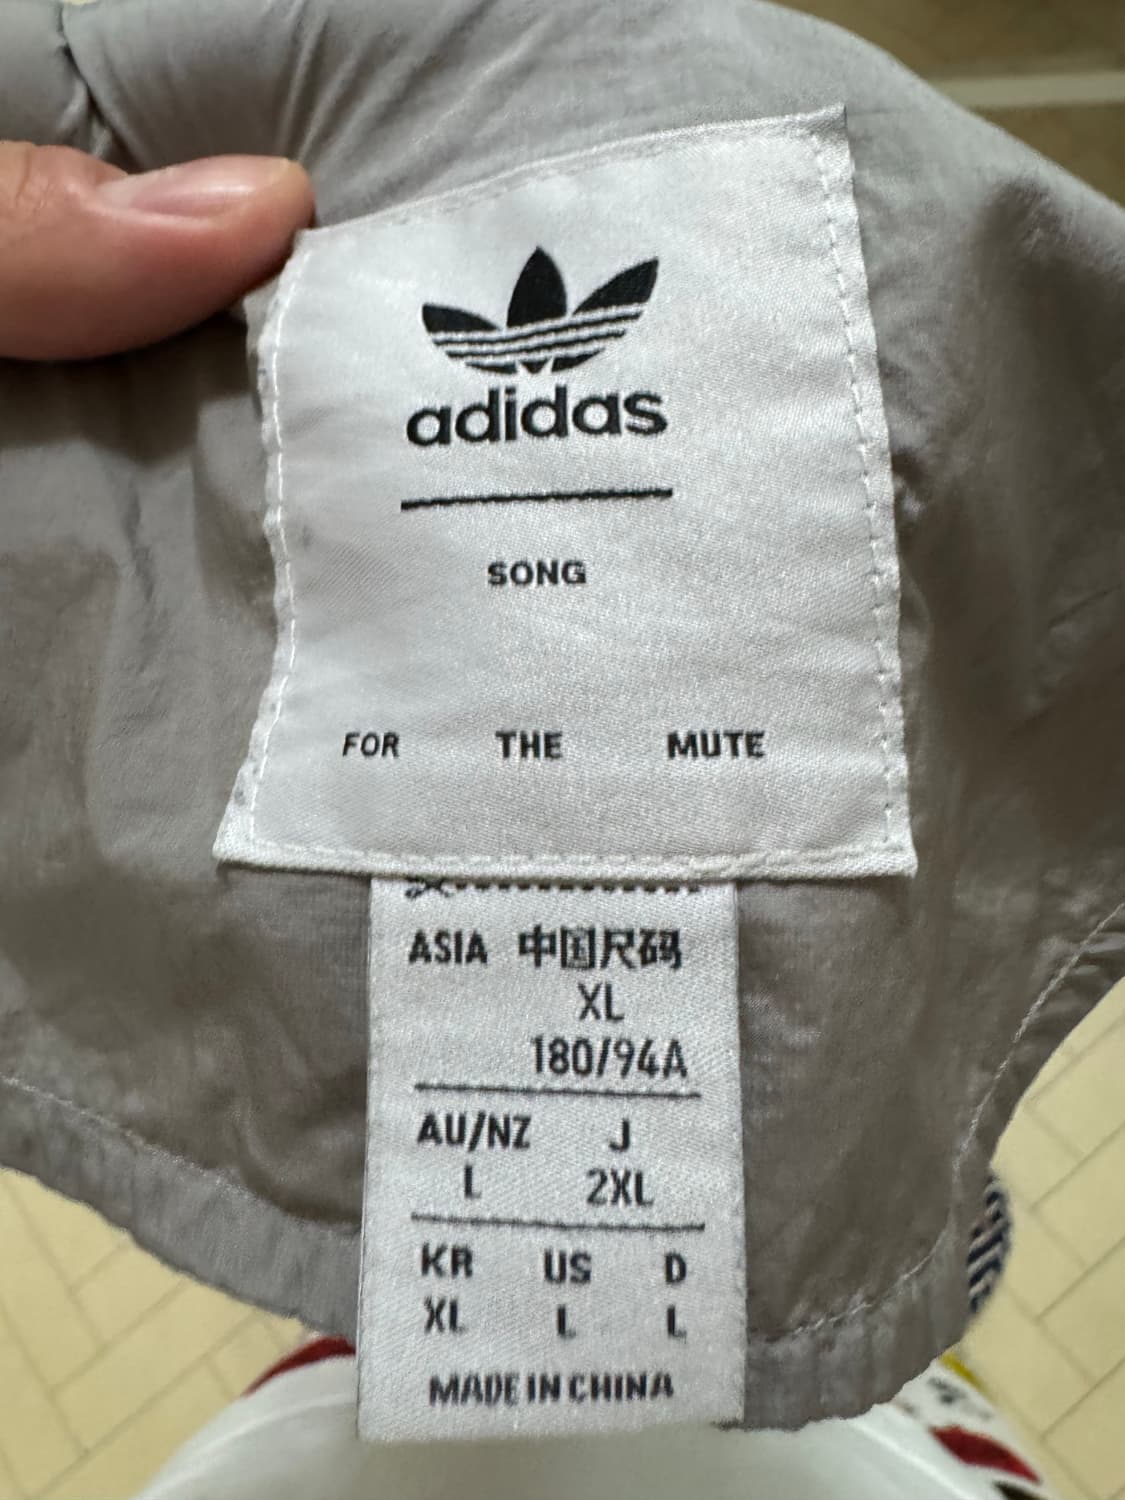 adidas
SONG
FOR THE MUTE
ASIA 中国尺码
XL
180/94A
AU/NZ J
L 2XL
KR US D
XL L L
MADE IN CHINA